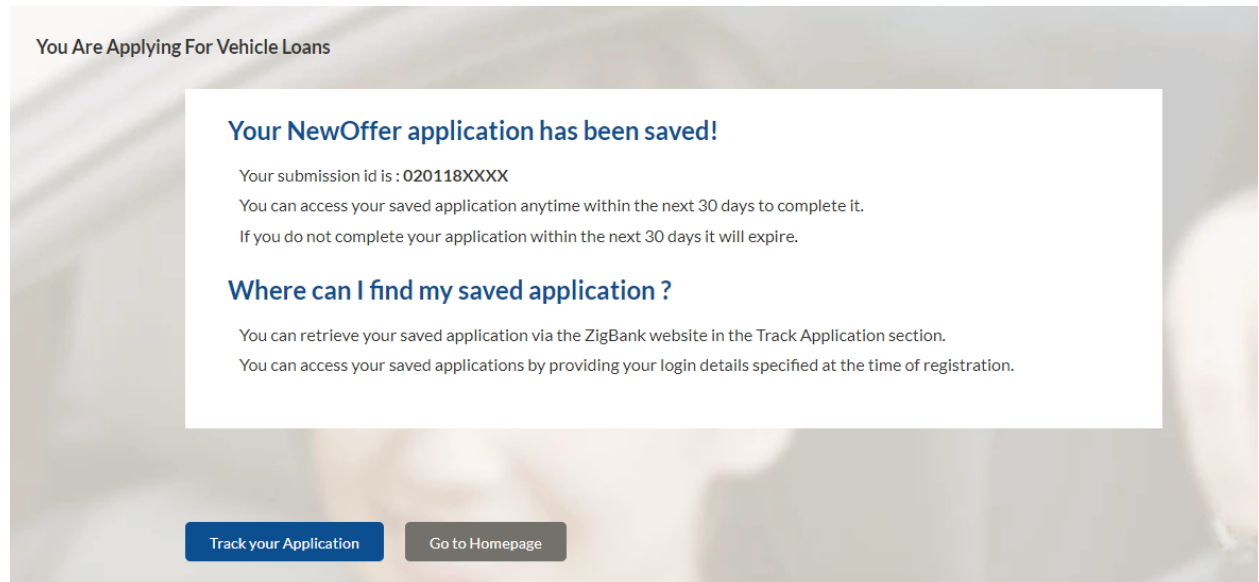 You Are Applying For Vehicle Loans
Your NewOffer application has been saved!
Your submission id is : 020118XXXX
You can access your saved application anytime within the next 30 days to complete it.
If you do not complete your application within the next 30 days it will expire.
Where can I find my saved application ?
You can retrieve your saved application via the ZigBank website in the Track Application section.
You can access your saved applications by providing your login details specified at the time of registration.
Track your Application
Go to Homepage